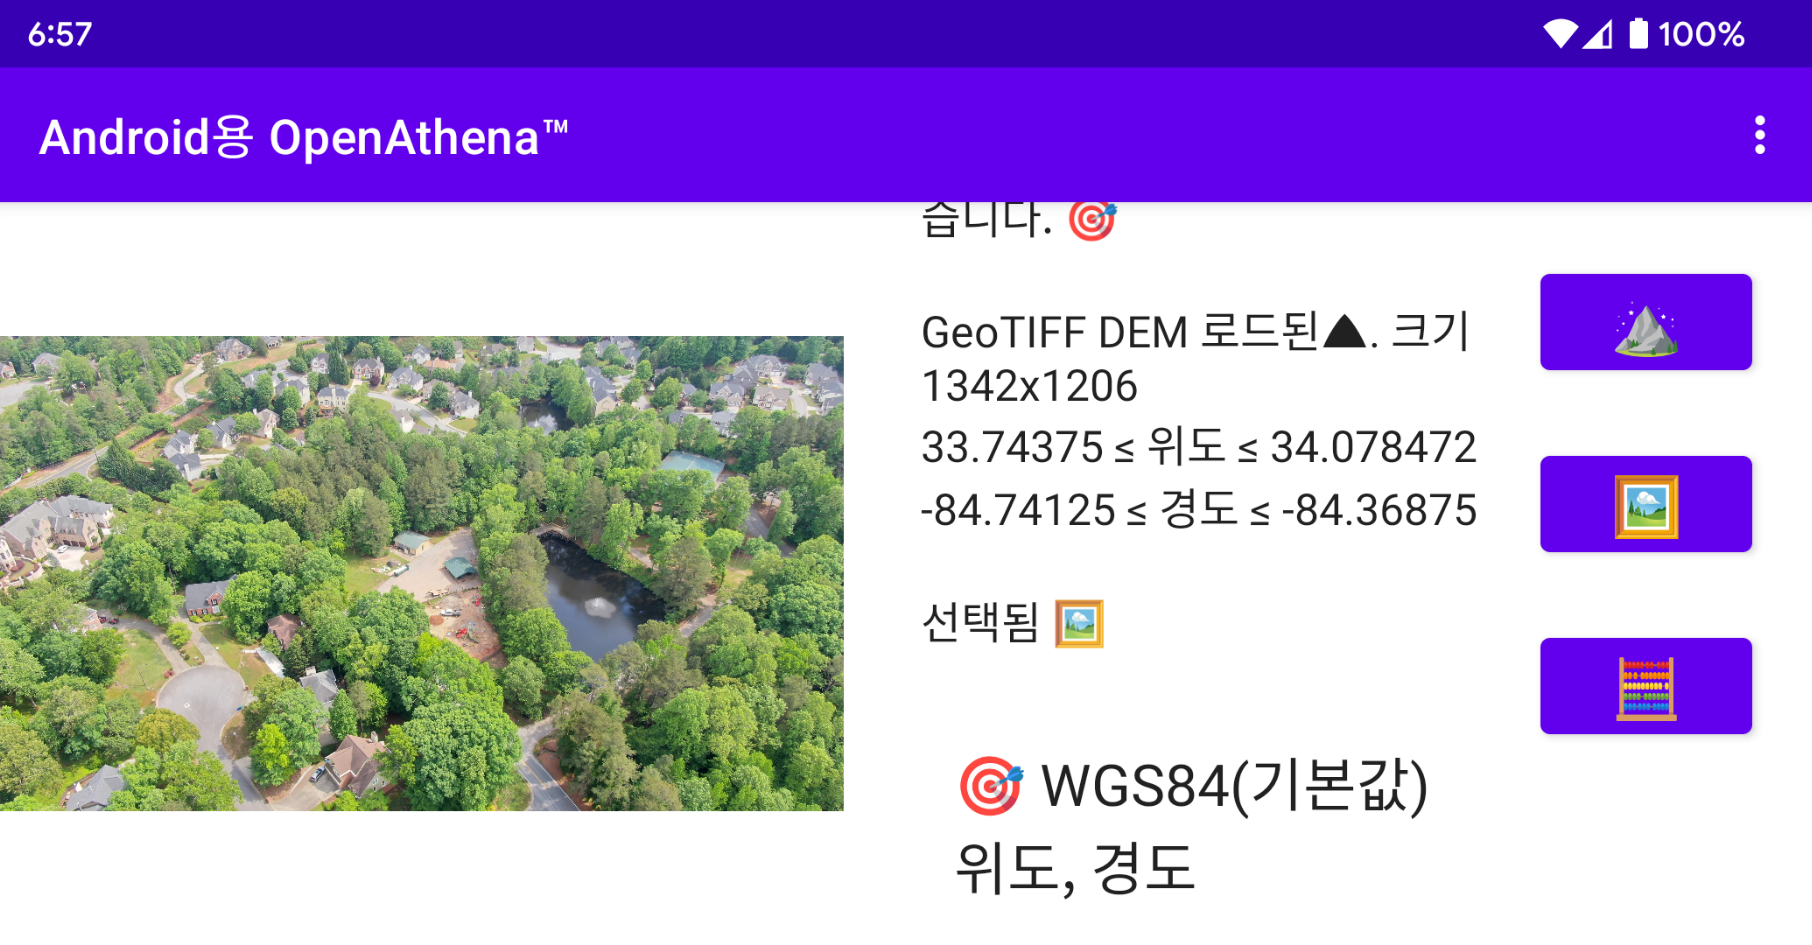 6:57
100%
Android용 OpenAthena™
습니다. 🎯
GeoTIFF DEM 로드된⛰. 크기
1342x1206
33.74375 ≤ 위도 ≤ 34.078472
-84.74125 ≤ 경도 ≤ -84.36875
선택됨 🖼️
🎯 WGS84(기본값)
위도, 경도